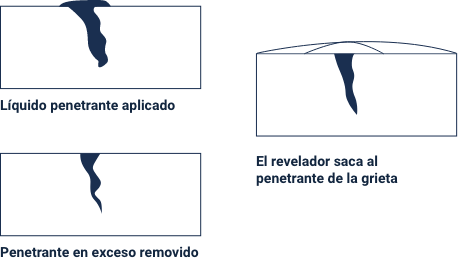 Líquido penetrante aplicado
Penetrante en exceso removido
El revelador saca al
penetrante de la grieta